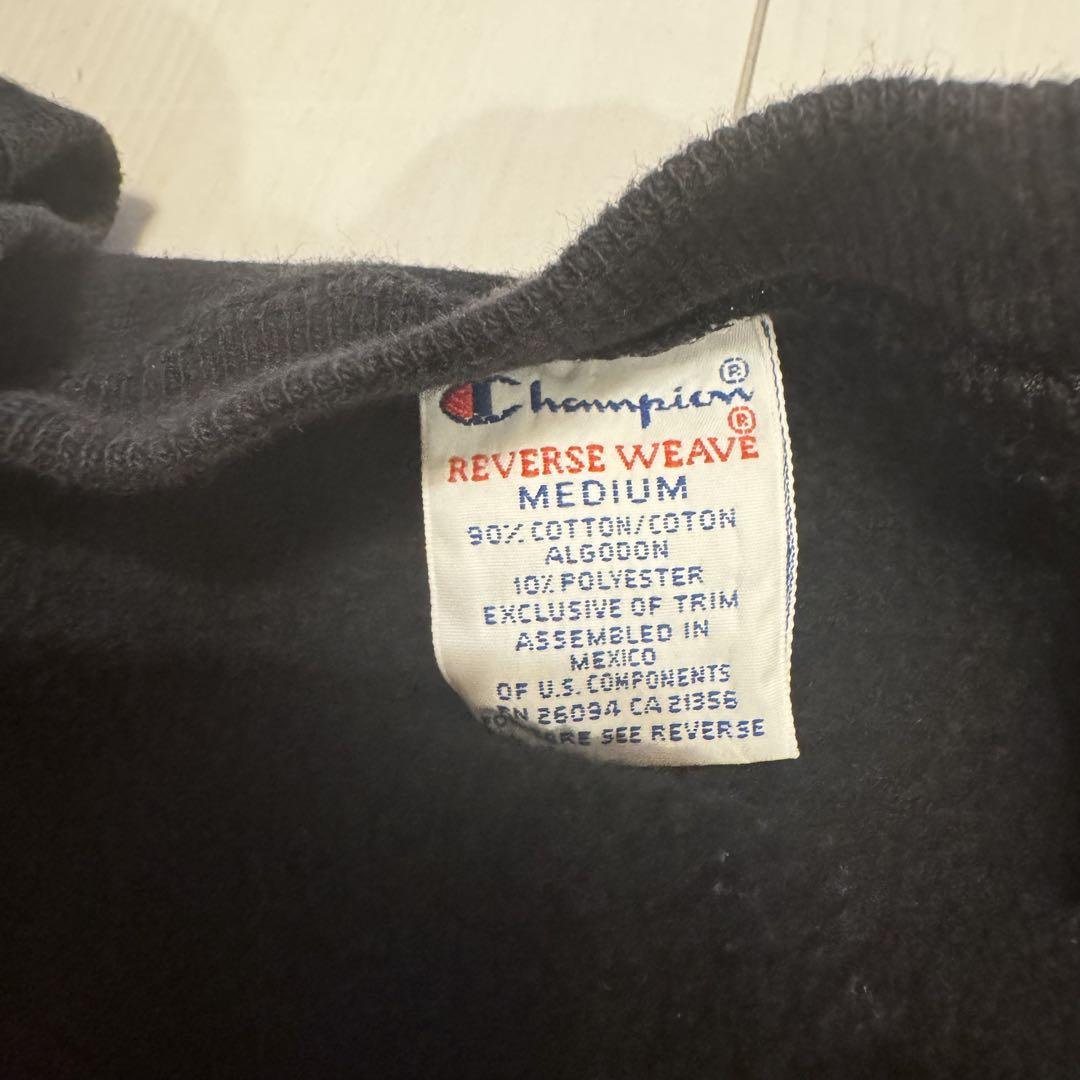 Champion®
REVERSE WEAVE®
MEDIUM
90% COTTON/COTON
ALGODON
10% POLYESTER
EXCLUSIVE OF TRIM
ASSEMBLED IN
MEXICO
OF U.S. COMPONENTS
RN 26094 CA 21356
SEE REVERSE